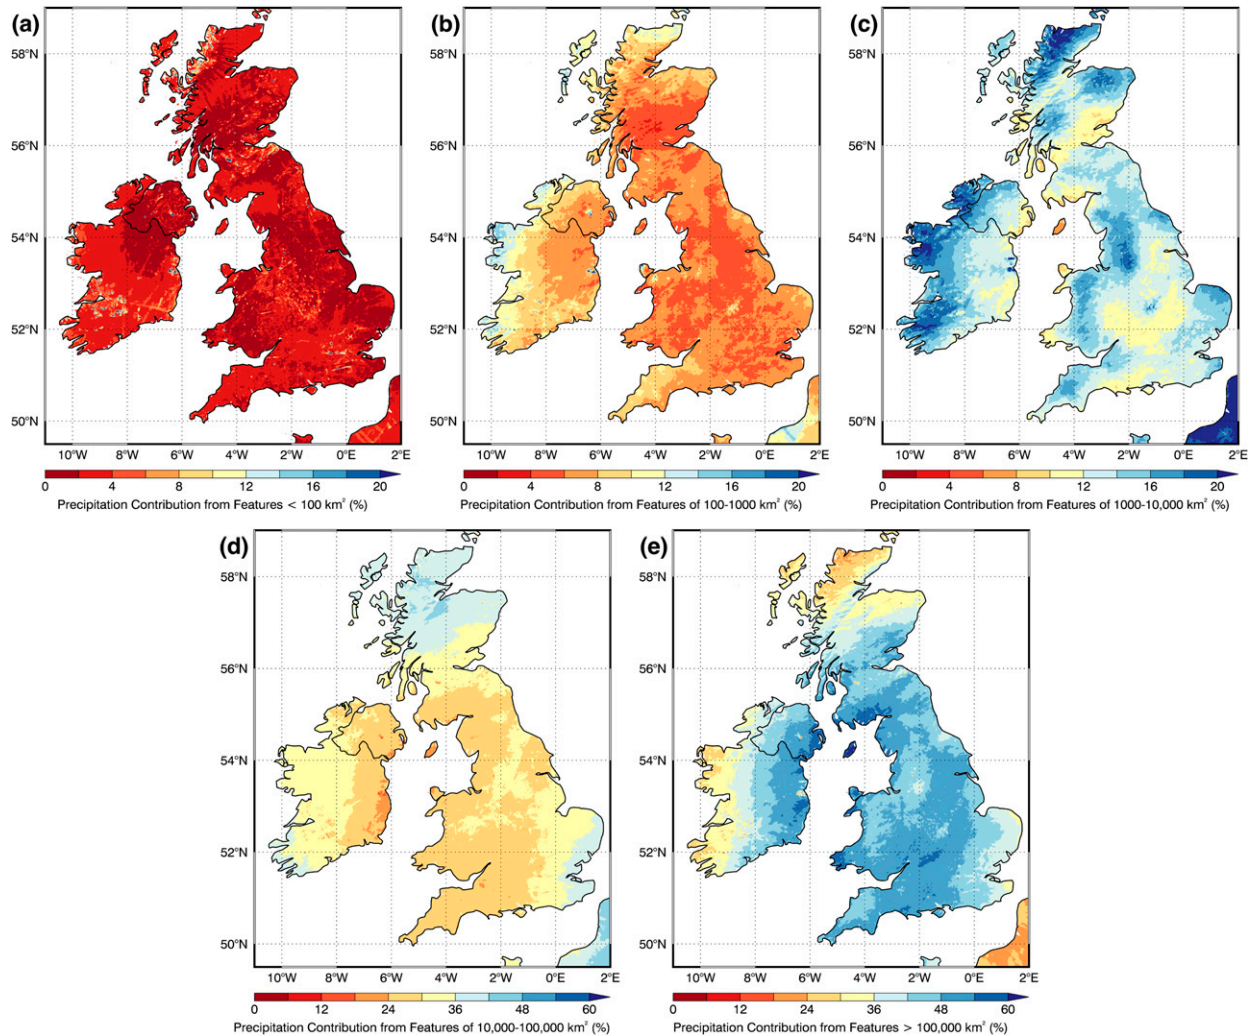 (a) (b) (c)
58°N 58°N 58°N
56°N 56°N 56°N
54°N 54°N 54°N
52°N 52°N 52°N
50°N 50°N 50°N
10°W 8°W 6°W 4°W 2°W 0°E 2°E 10°W 8°W 6°W 4°W 2°W 0°E 2°E 10°W 8°W 6°W 4°W 2°W 0°E 2°E
0 4 8 12 16 20 0 4 8 12 16 20 0 4 8 12 16 20
Precipitation Contribution from Features < 100 km² (%) Precipitation Contribution from Features of 100-1000 km² (%) Precipitation Contribution from Features of 1000-10,000 km² (%)
(d) (e)
58°N 58°N
56°N 56°N
54°N 54°N
52°N 52°N
50°N 50°N
10°W 8°W 6°W 4°W 2°W 0°E 2°E 10°W 8°W 6°W 4°W 2°W 0°E 2°E
0 12 24 36 48 60 0 12 24 36 48 60
Precipitation Contribution from Features of 10,000-100,000 km² (%) Precipitation Contribution from Features > 100,000 km² (%)